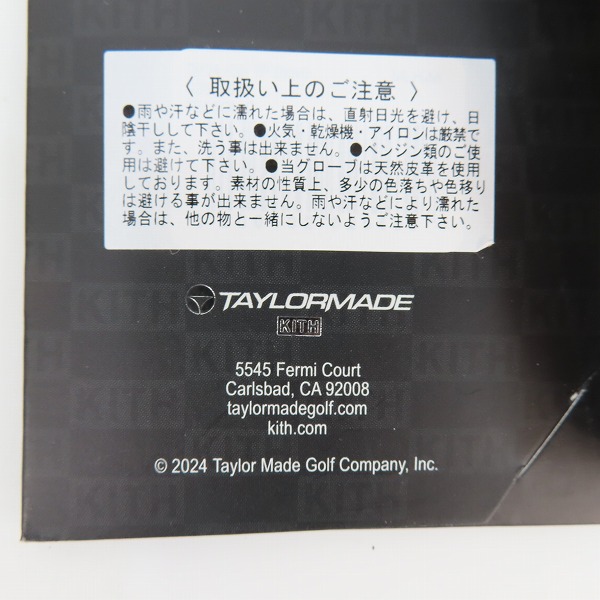 〈 取扱い上のご注意 〉
●雨や汗などに濡れた場合は、直射日光を避け、日
陰干しして下さい。●火気・乾燥機・アイロンは厳禁で
す。また、洗う事は出来ません。●ベンジン類のご使
用は避けて下さい。●当グローブは天然皮革を使用
しております。素材の性質上、多少の色落ちや色移り
は避ける事が出来ません。雨や汗などにより濡れた
場合は、他の物と一緒にしないようご注意下さい。
TAYLORMADE
KITH
5545 Fermi Court
Carlsbad, CA 92008
taylormadegolf.com
kith.com
© 2024 Taylor Made Golf Company, Inc.